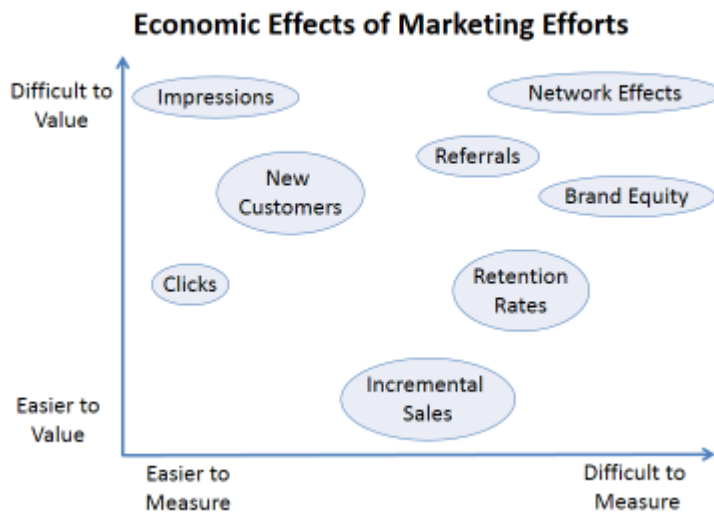 Economic Effects of Marketing Efforts
Difficult to
Value
Impressions
Network Effects
Referrals
New
Customers
Brand Equity
Clicks
Retention
Rates
Incremental
Sales
Easier to
Value
Easier to
Measure
Difficult to
Measure